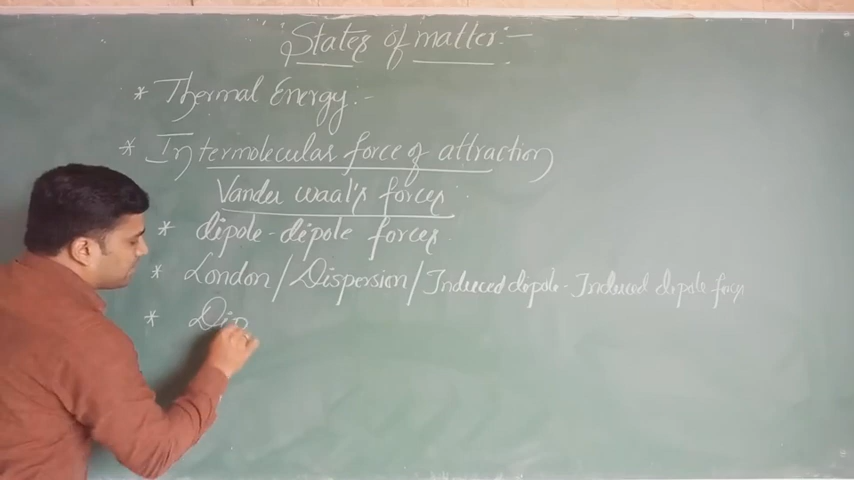 States of matter:-
* Thermal Energy:-
* Intermolecular force of attraction
Vander waal's forces
* dipole-dipole forces
* London/Dispersion/Induced dipole-Induced dipole-forces
* Dip